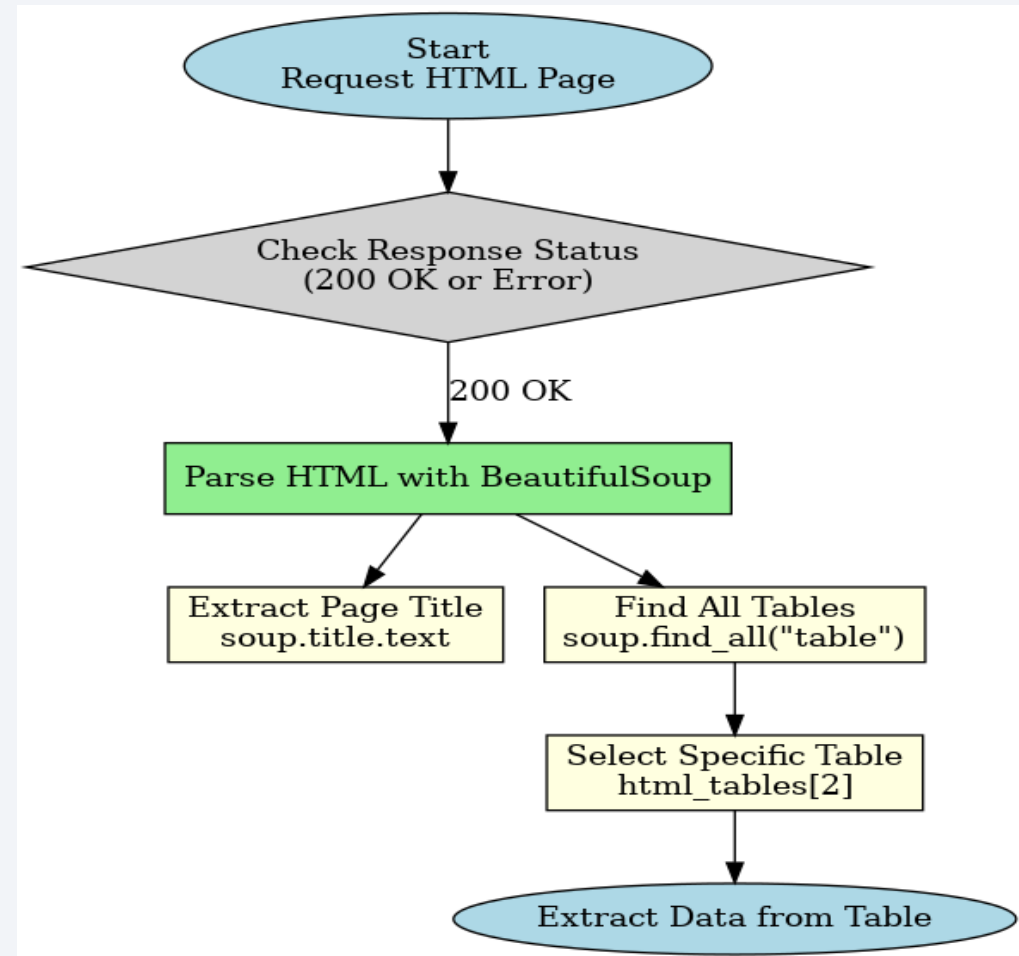 Start
Request HTML Page
Check Response Status
(200 OK or Error)
200 OK
Parse HTML with BeautifulSoup
Extract Page Title
soup.title.text
Find All Tables
soup.find_all("table")
Select Specific Table
html_tables[2]
Extract Data from Table